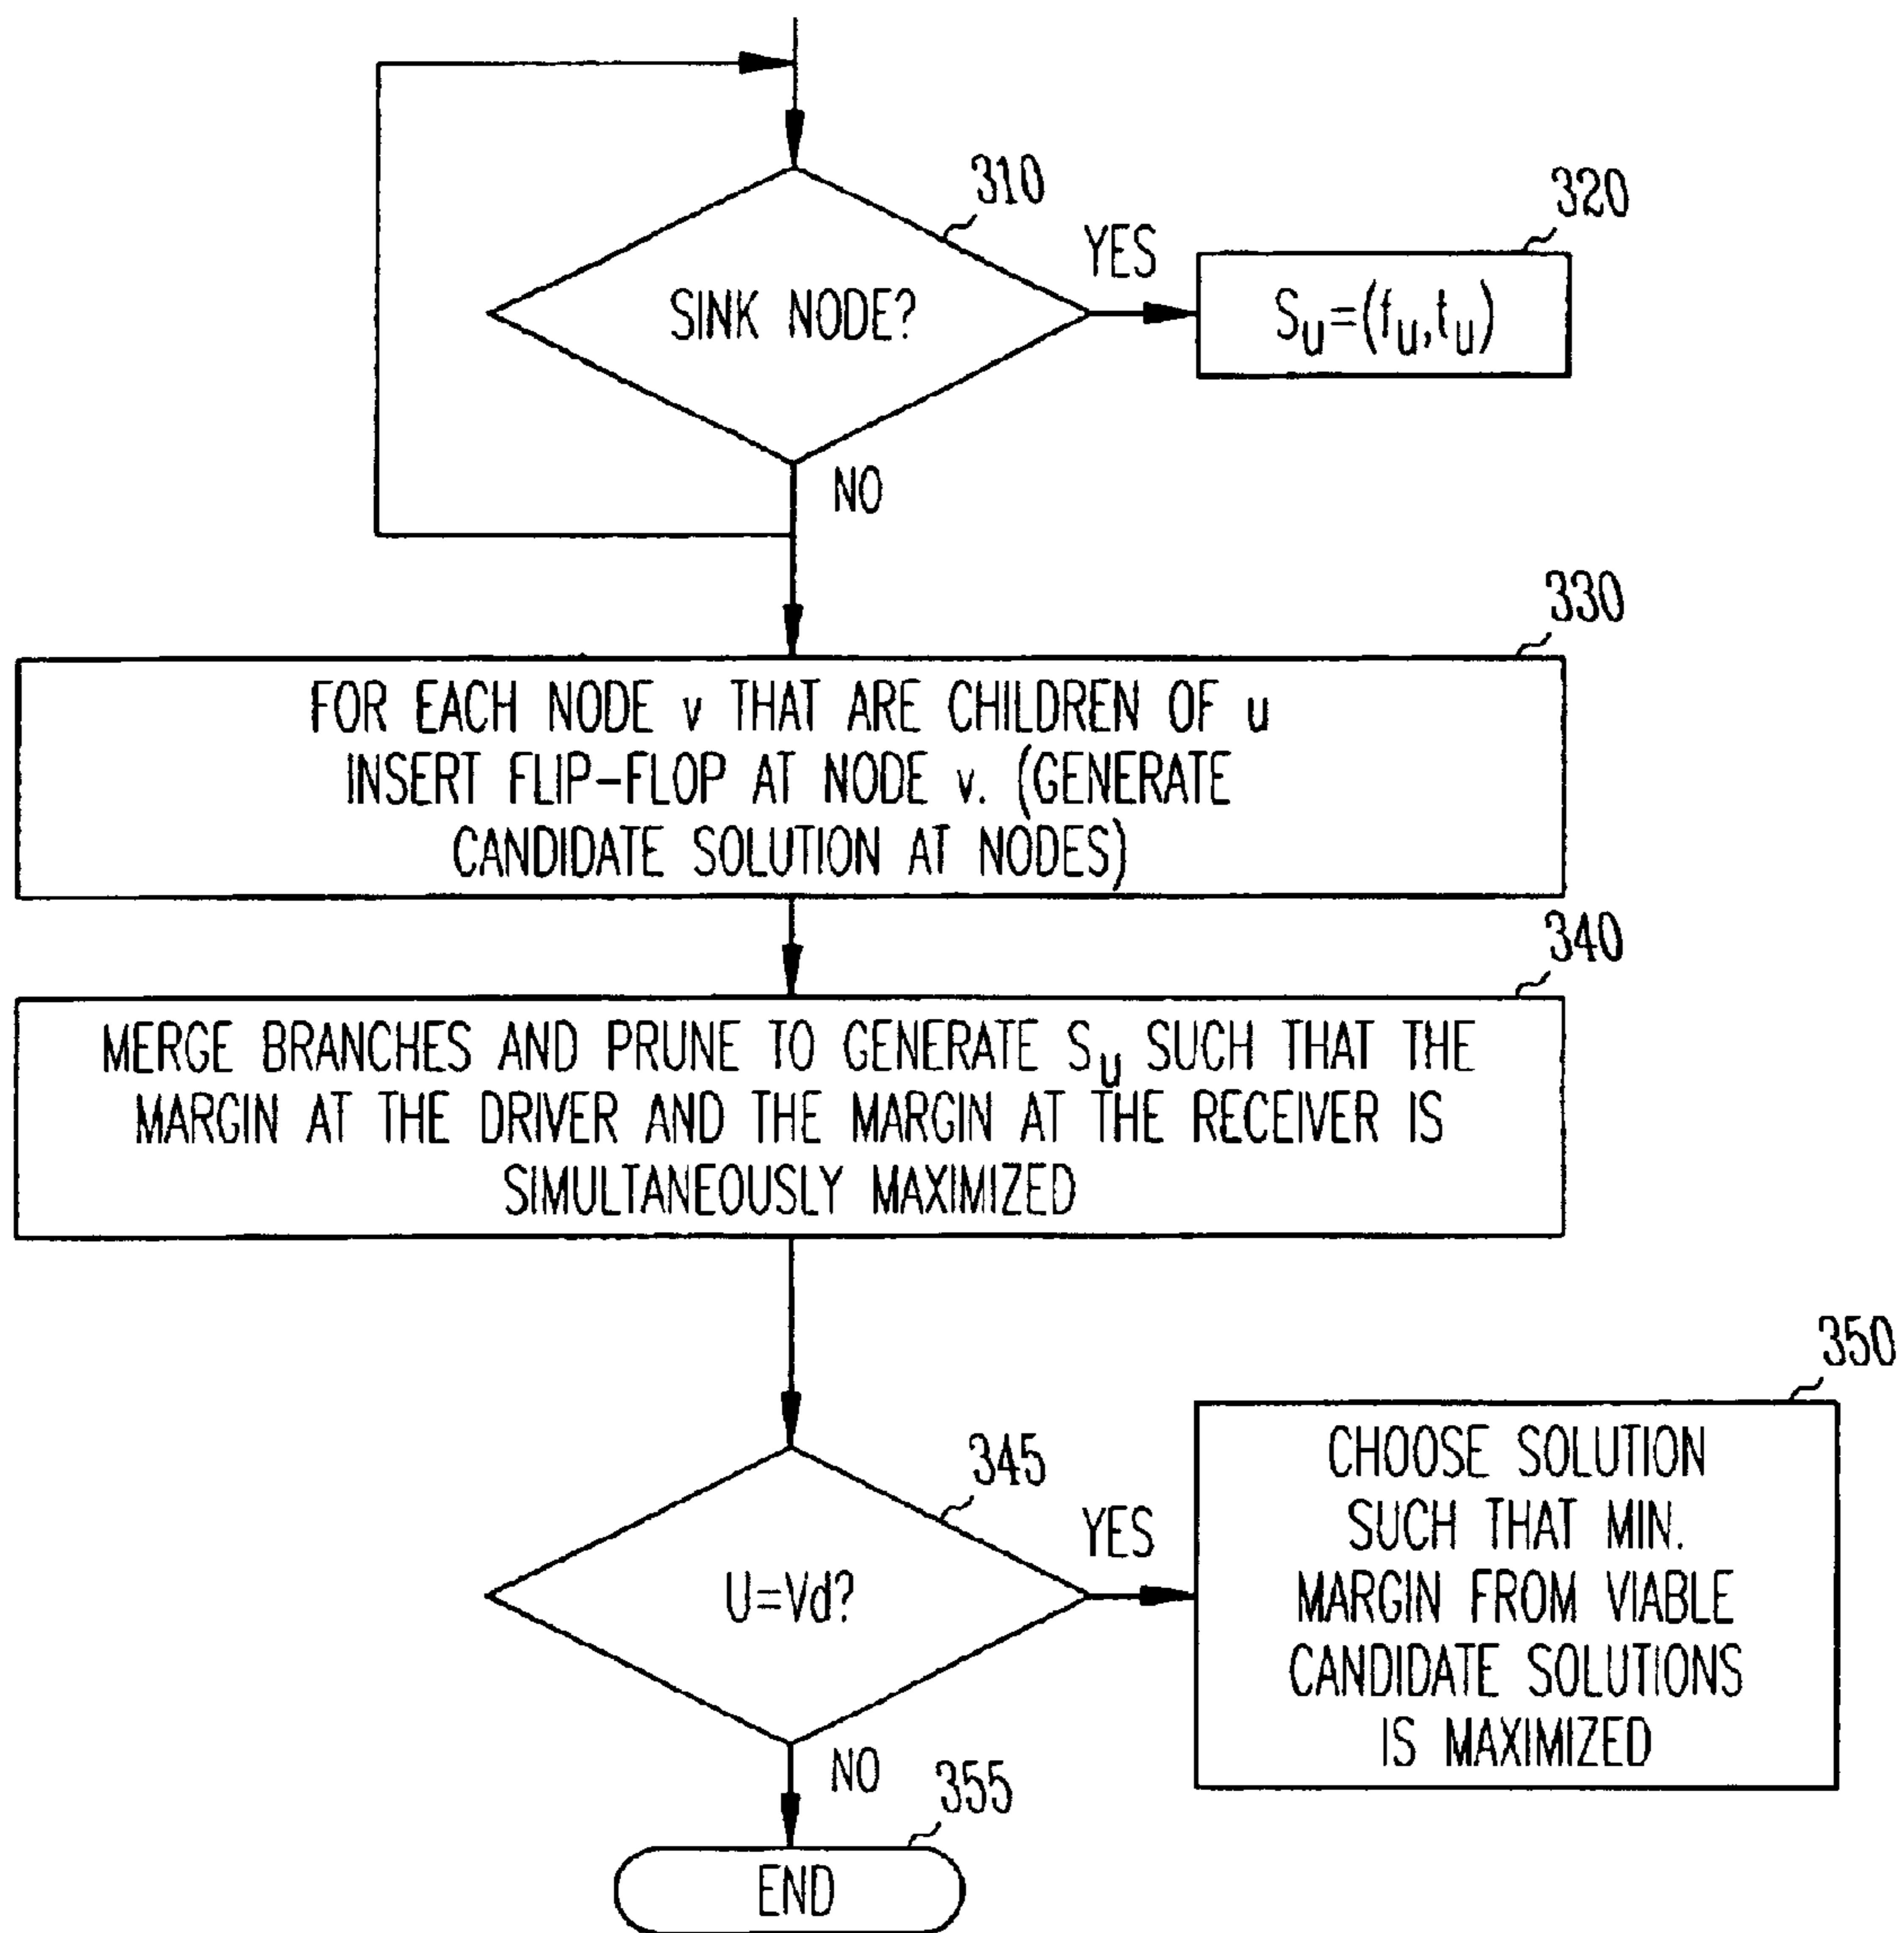 310
320
YES
SINK NODE?
Su=(fu,tu)
NO
330
FOR EACH NODE v THAT ARE CHILDREN OF u
INSERT FLIP-FLOP AT NODE v. (GENERATE
CANDIDATE SOLUTION AT NODES)
340
MERGE BRANCHES AND PRUNE TO GENERATE Su SUCH THAT THE
MARGIN AT THE DRIVER AND THE MARGIN AT THE RECEIVER IS
SIMULTANEOUSLY MAXIMIZED
350
345
YES
U=Vd?
CHOOSE SOLUTION
SUCH THAT MIN.
MARGIN FROM VIABLE
CANDIDATE SOLUTIONS
IS MAXIMIZED
NO
355
END